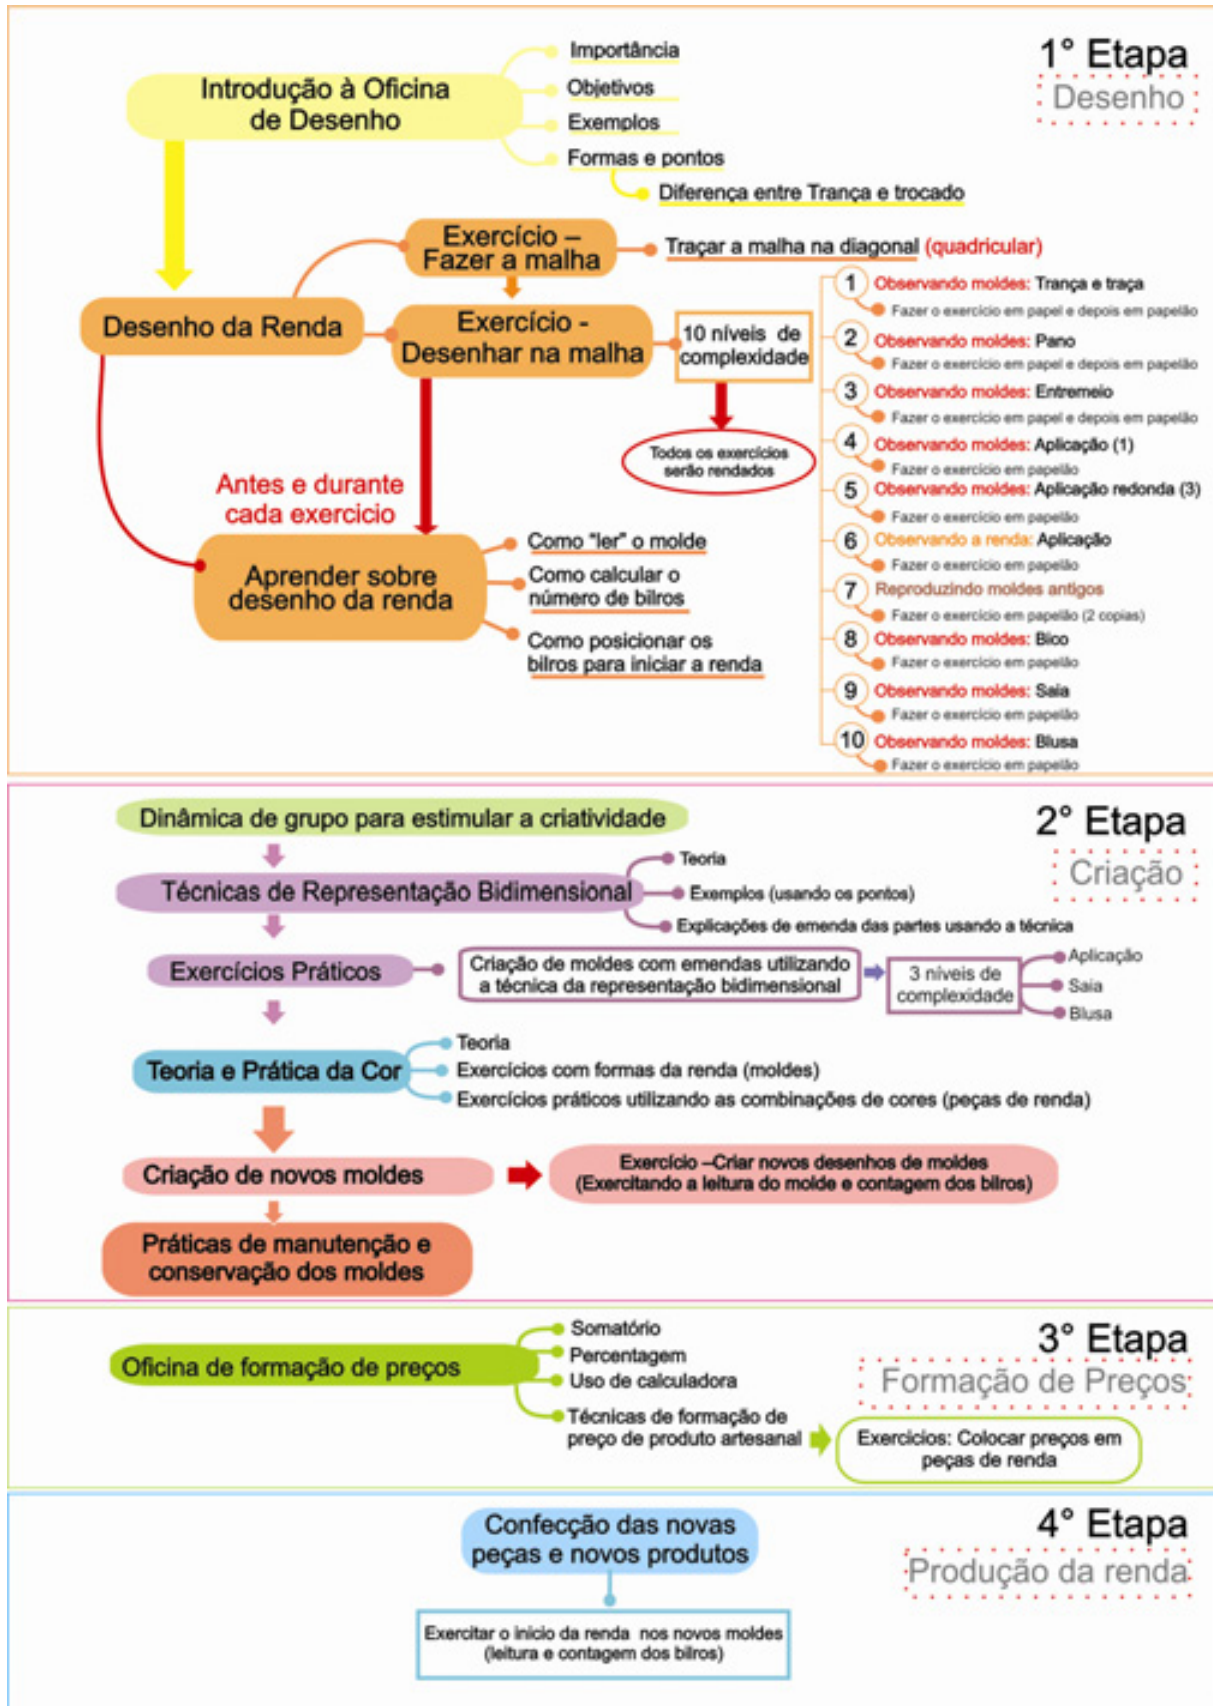 1° Etapa
Desenho
Introdução à Oficina
de Desenho
Importância
Objetivos
Exemplos
Formas e pontos
Diferença entre Trança e trocado
Desenho da Renda
Exercício –
Fazer a malha
Traçar a malha na diagonal (quadricular)
Exercício -
Desenhar na malha
10 níveis de
complexidade
Todos os exercícios
serão rendados
1 Observando moldes: Trança e traça
Fazer o exercício em papel e depois em papelão
2 Observando moldes: Pano
Fazer o exercício em papel e depois em papelão
3 Observando moldes: Entremeio
Fazer o exercício em papel e depois em papelão
4 Observando moldes: Aplicação (1)
Fazer o exercício em papelão
5 Observando moldes: Aplicação redonda (3)
Fazer o exercício em papelão
6 Observando a renda: Aplicação
Fazer o exercício em papelão
7 Reproduzindo moldes antigos
Fazer o exercício em papelão (2 copias)
8 Observando moldes: Bico
Fazer o exercício em papelão
9 Observando moldes: Saia
Fazer o exercício em papelão
10 Observando moldes: Blusa
Fazer o exercício em papelão
Antes e durante
cada exercicio
Aprender sobre
desenho da renda
Como "ler" o molde
Como calcular o
número de bilros
Como posicionar os
bilros para iniciar a renda
2° Etapa
Criação
Dinâmica de grupo para estimular a criatividade
Técnicas de Representação Bidimensional
Teoria
Exemplos (usando os pontos)
Explicações de emenda das partes usando a técnica
Exercícios Práticos
Criação de moldes com emendas utilizando
a técnica da representação bidimensional
3 níveis de
complexidade
Aplicação
Saia
Blusa
Teoria e Prática da Cor
Teoria
Exercícios com formas da renda (moldes)
Exercícios práticos utilizando as combinações de cores (peças de renda)
Criação de novos moldes
Exercício –Criar novos desenhos de moldes
(Exercitando a leitura do molde e contagem dos bilros)
Práticas de manutenção e
conservação dos moldes
3° Etapa
Formação de Preços
Oficina de formação de preços
Somatório
Percentagem
Uso de calculadora
Técnicas de formação de
preço de produto artesanal
Exercicios: Colocar preços em
peças de renda
4° Etapa
Produção da renda
Confecção das novas
peças e novos produtos
Exercitar o inicio da renda nos novos moldes
(leitura e contagem dos bilros)